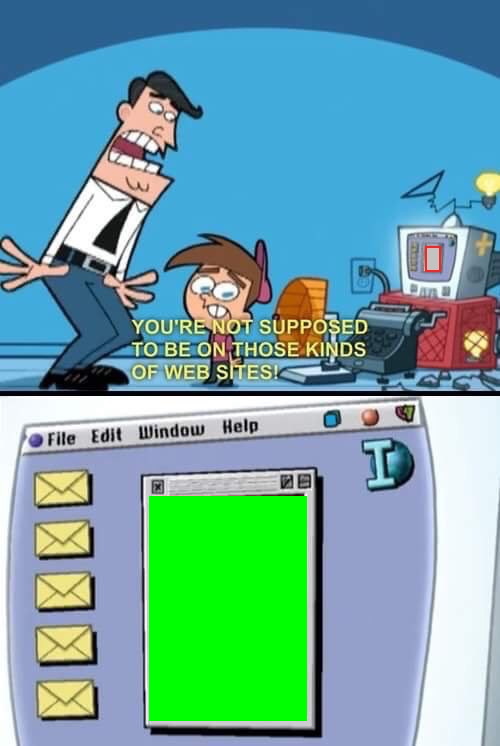 YOU'RE NOT SUPPOSED
TO BE ON THOSE KINDS
OF WEB SITES!
File Edit Window Help
I